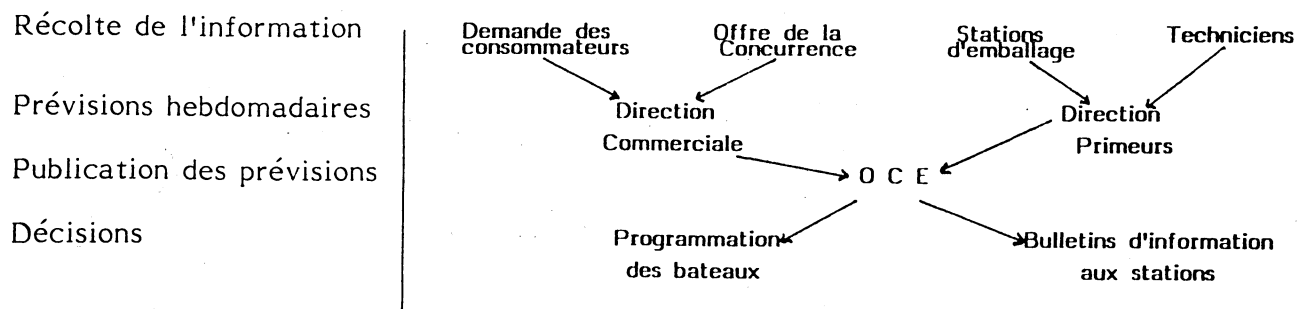 Récolte de l'information
Prévisions hebdomadaires
Publication des prévisions
Décisions
Demande des consommateurs
Offre de la Concurrence
Stations d'emballage
Techniciens
Direction Commerciale
Direction Primeurs
O C E
Programmation des bateaux
Bulletins d'information aux stations